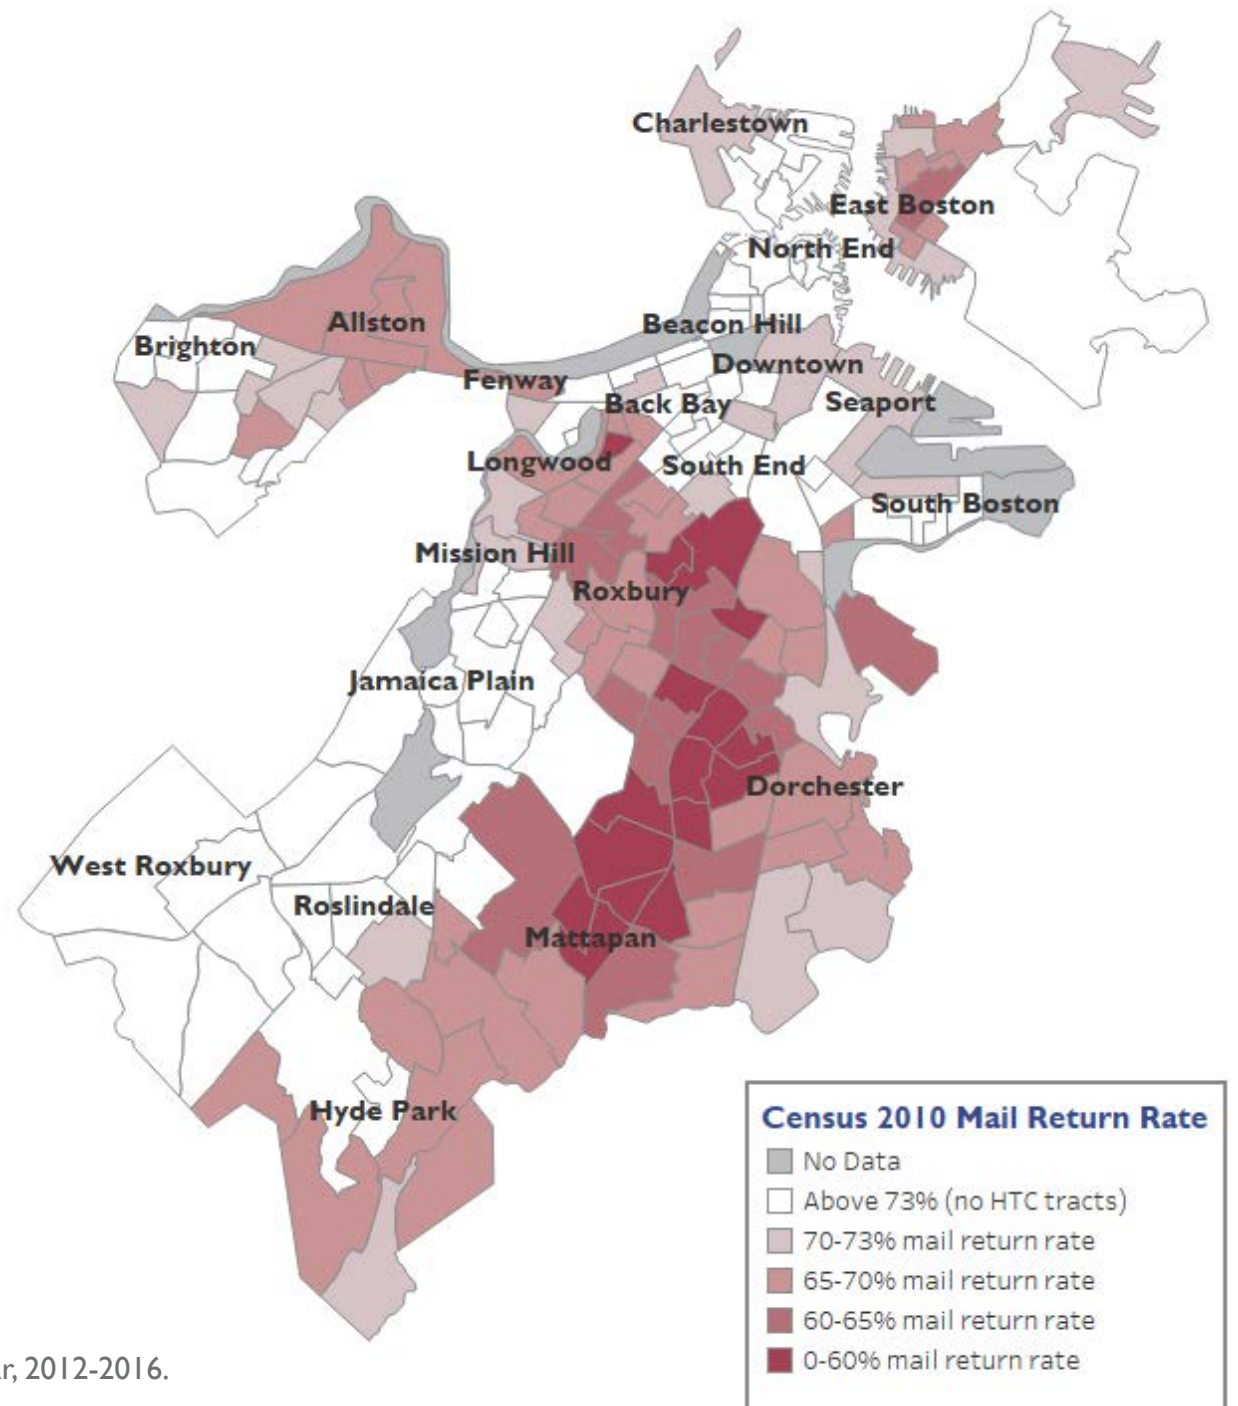 Charlestown
East Boston
North End
Allston
Beacon Hill
Brighton
Downtown
Fenway
Back Bay
Seaport
Longwood
South End
South Boston
Mission Hill
Roxbury
Jamaica Plain
Dorchester
West Roxbury
Roslindale
Mattapan
Hyde Park
Census 2010 Mail Return Rate
No Data
Above 73% (no HTC tracts)
70-73% mail return rate
65-70% mail return rate
60-65% mail return rate
0-60% mail return rate
r, 2012-2016.